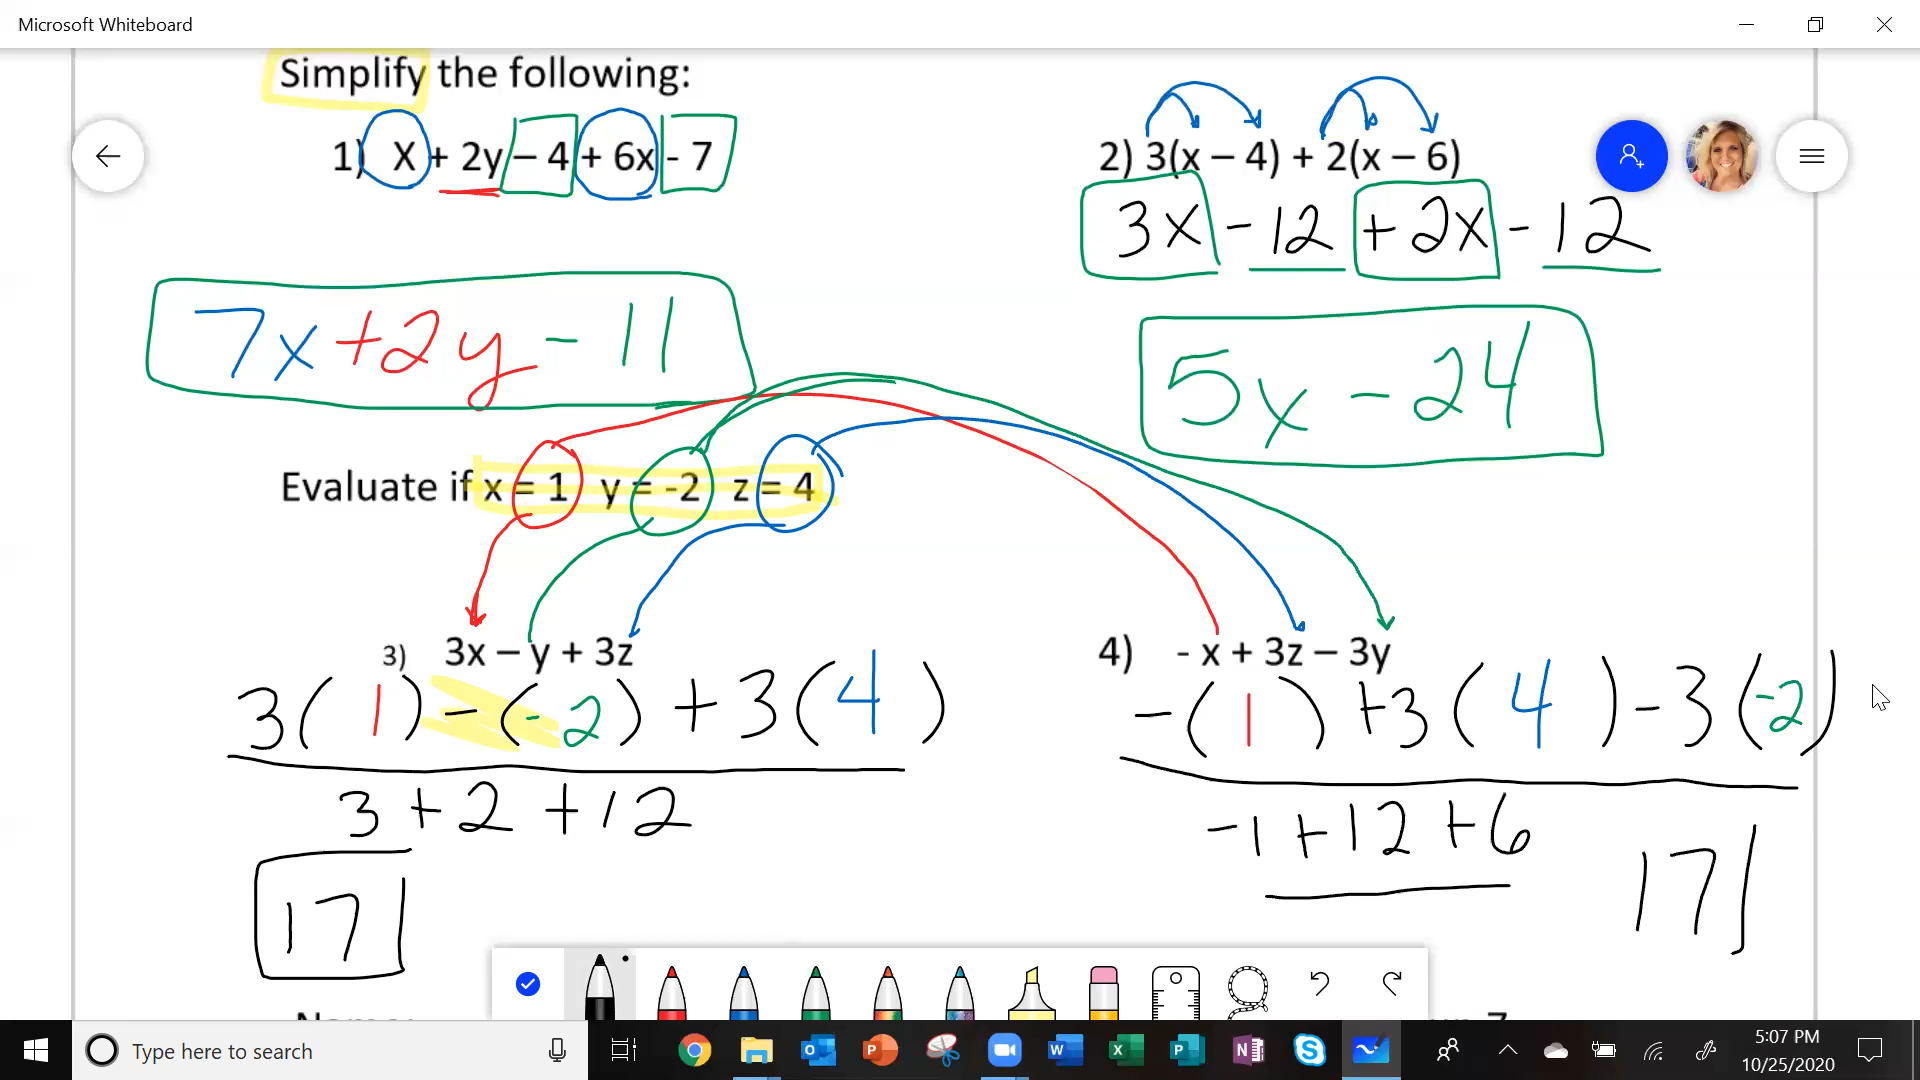 Microsoft Whiteboard
Simplify the following:
1) X + 2y – 4 + 6x - 7
7x + 2y - 11
2) 3(x – 4) + 2(x – 6)
3x - 12 + 2x - 12
5x - 24
Evaluate if x = 1 y = -2 z = 4
3) 3x – y + 3z
3( 1 ) - (-2) + 3( 4 )
3 + 2 + 12
17
4) - x + 3z – 3y
-( 1 ) +3( 4 ) - 3(-2)
-1 + 12 + 6
17
Type here to search
5:07 PM
10/25/2020